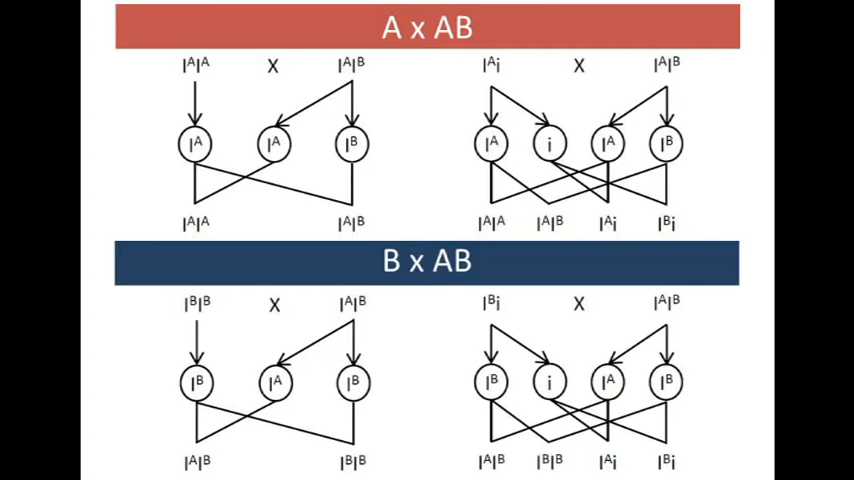 A x AB
IᴬIᴬ X IᴬIᴮ Iᴬi X IᴬIᴮ
Iᴬ Iᴬ Iᴮ Iᴬ i Iᴬ Iᴮ
IᴬIᴬ IᴬIᴮ IᴬIᴬ IᴬIᴮ Iᴬi Iᴮi
B x AB
IᴮIᴮ X IᴬIᴮ Iᴮi X IᴬIᴮ
Iᴮ Iᴬ Iᴮ Iᴮ i Iᴬ Iᴮ
IᴬIᴮ IᴮIᴮ IᴬIᴮ IᴮIᴮ Iᴬi Iᴮi